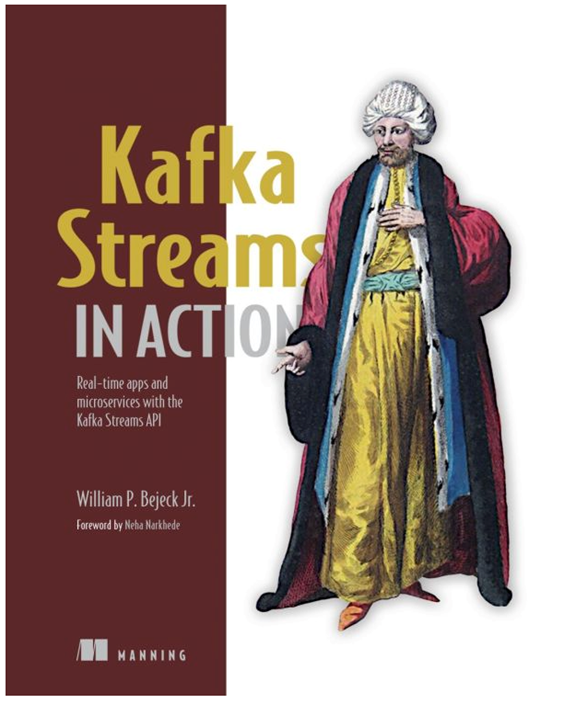 Kafka
Streams
IN ACTION
Real-time apps and
microservices with the
Kafka Streams API
William P. Bejeck Jr.
Foreword by Neha Narkhede
MANNING